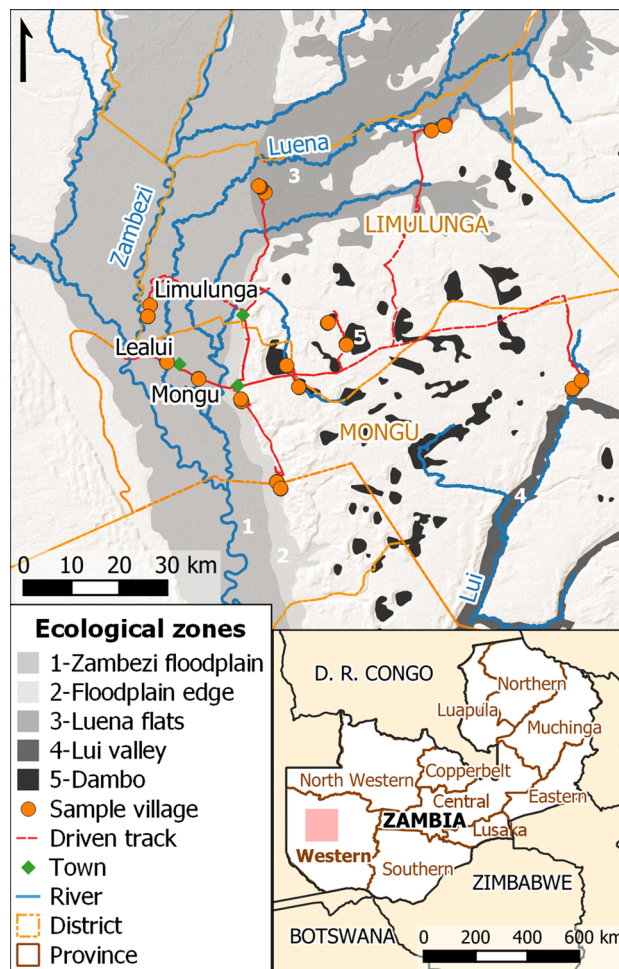 Luena
3
Zambezi
LIMULUNGA
Limulunga
5
Lealui
Mongu
MONGU
4
1
2
Lui
0 10 20 30 km
Ecological zones
1-Zambezi floodplain
2-Floodplain edge
3-Luena flats
4-Lui valley
5-Dambo
Sample village
Driven track
Town
River
District
Province
D. R. CONGO
Northern
Luapula
Muchinga
North Western
Copperbelt
Central
Eastern
ZAMBIA
Lusaka
Western
Southern
ZIMBABWE
BOTSWANA
0 200 400 600 km